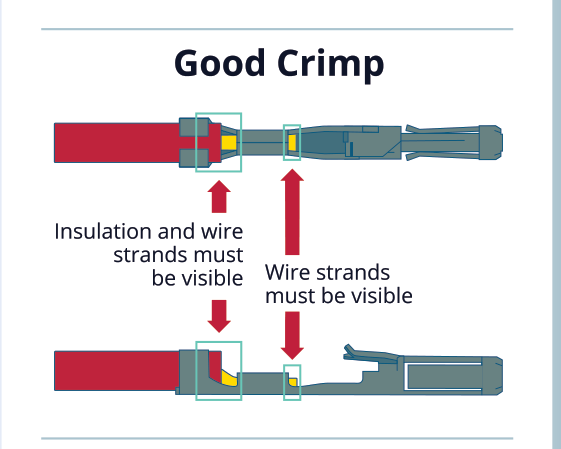 Good Crimp
Insulation and wire
strands must
be visible
Wire strands
must be visible